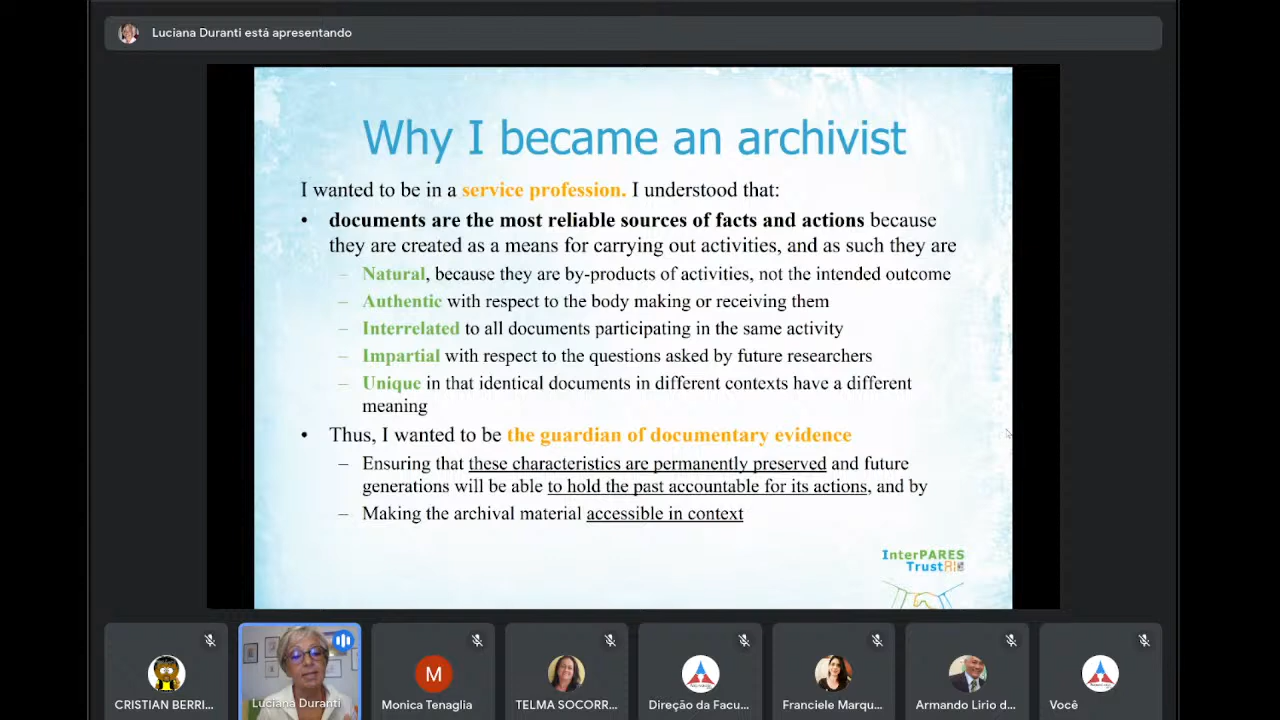 Luciana Duranti está apresentando
Why I became an archivist
I wanted to be in a service profession. I understood that:
• documents are the most reliable sources of facts and actions because
they are created as a means for carrying out activities, and as such they are
– Natural, because they are by-products of activities, not the intended outcome
– Authentic with respect to the body making or receiving them
– Interrelated to all documents participating in the same activity
– Impartial with respect to the questions asked by future researchers
– Unique in that identical documents in different contexts have a different
meaning
• Thus, I wanted to be the guardian of documentary evidence
– Ensuring that these characteristics are permanently preserved and future
generations will be able to hold the past accountable for its actions, and by
– Making the archival material accessible in context
InterPARES
Trust
M
CRISTIAN BERRI...
Luciana Duranti
Monica Tenaglia
TELMA SOCORR...
Direção da Facu...
Franciele Marqu...
Armando Lirio d...
Você